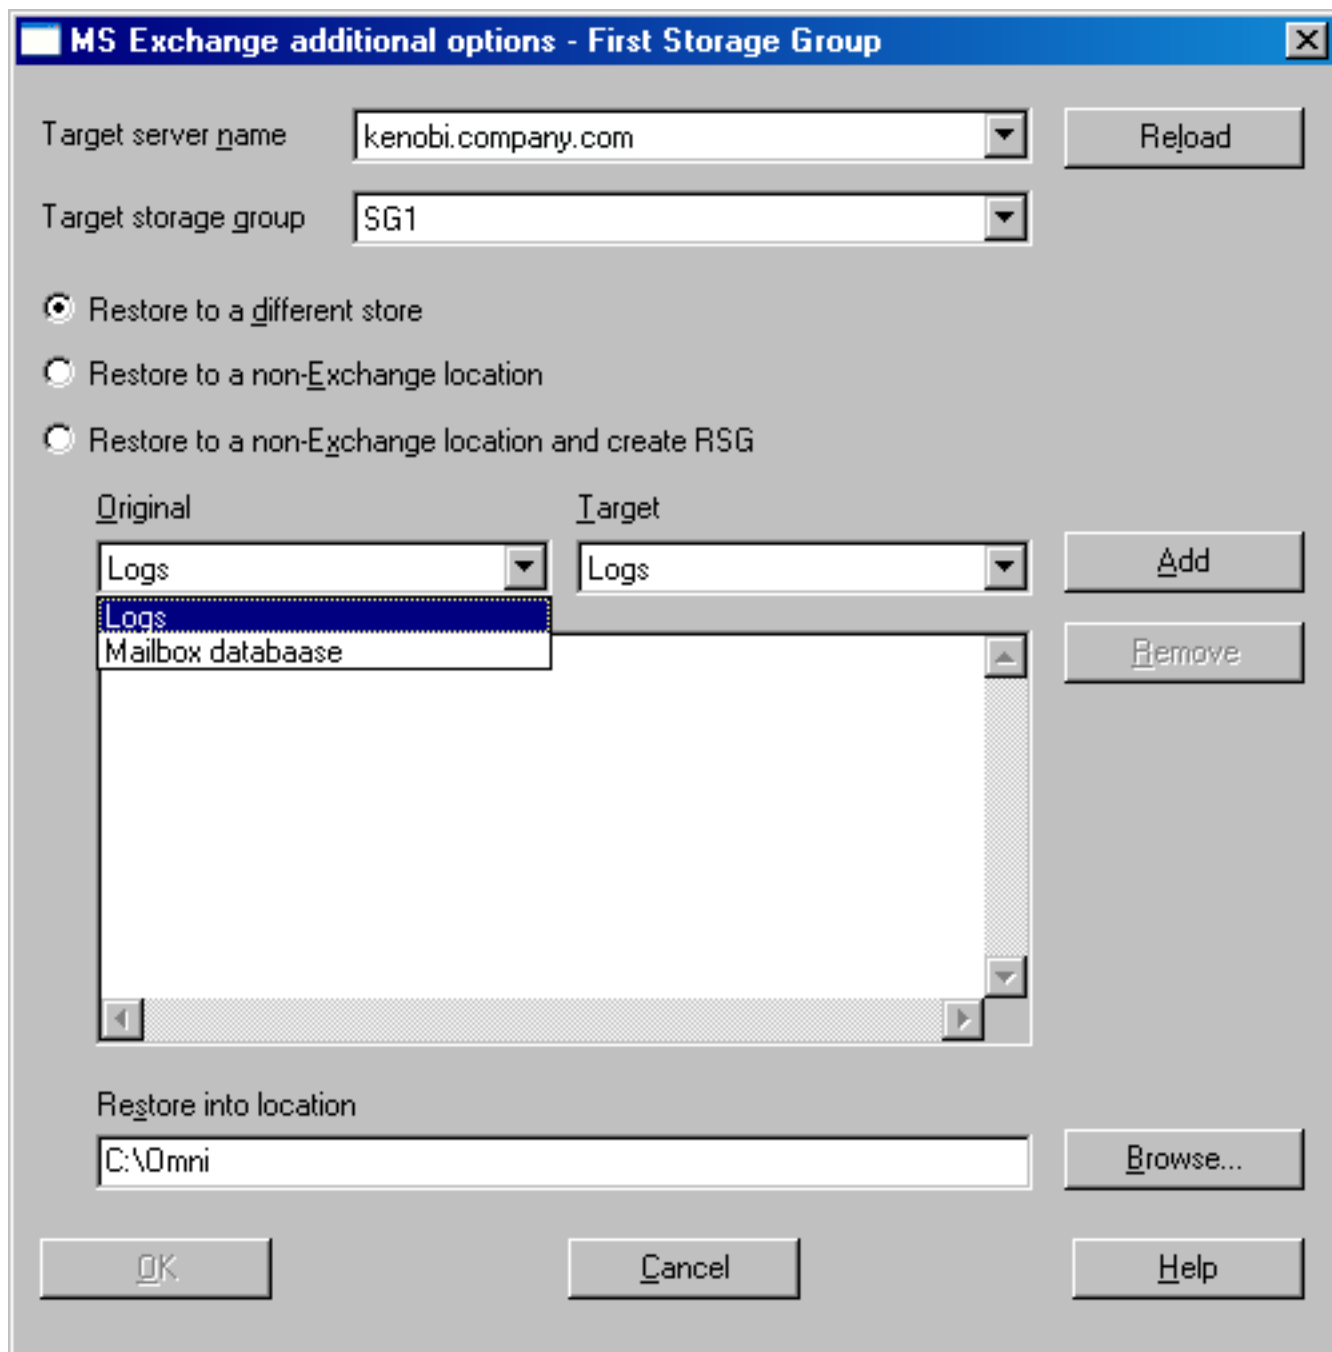 MS Exchange additional options - First Storage Group
Target server name
kenobi.company.com
Reload
Target storage group
SG1
Restore to a different store
Restore to a non-Exchange location
Restore to a non-Exchange location and create RSG
Original
Target
Logs
Logs
Add
Logs
Mailbox databaase
Remove
Restore into location
C:\Omni
Browse...
OK
Cancel
Help